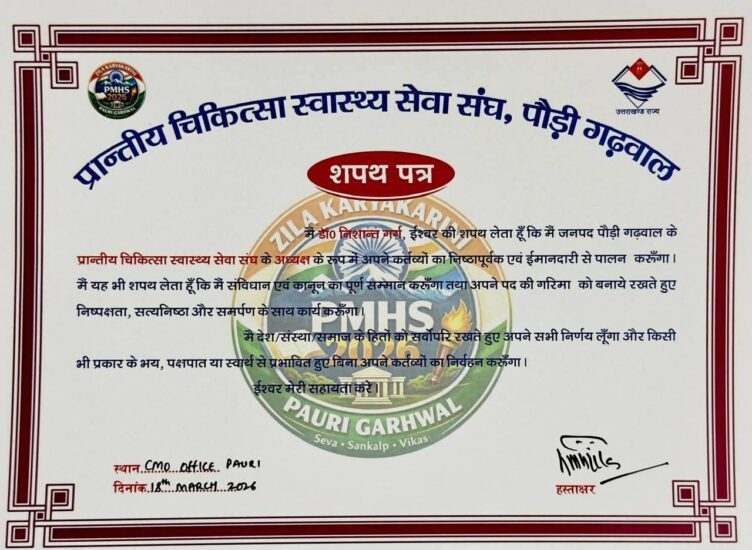 ZILA KARYAKARINI
PMHS
2026
PAURI GARHWAL
उत्तराखण्ड राज्य
प्रान्तीय चिकित्सा स्वास्थ्य सेवा संघ, पौड़ी गढ़वाल
शपथ पत्र
मैं डॉ0 निशान्त गर्ग, ईश्वर की शपथ लेता हूँ कि मैं जनपद पौड़ी गढ़वाल के
प्रान्तीय चिकित्सा स्वास्थ्य सेवा संघ के अध्यक्ष के रूप में अपने कर्तव्यों का निष्ठापूर्वक एवं ईमानदारी से पालन करूँगा।
मैं यह भी शपथ लेता हूँ कि मैं संविधान एवं कानून का पूर्ण सम्मान करूँगा तथा अपने पद की गरिमा को बनाये रखते हुए
निष्पक्षता, सत्यनिष्ठा और समर्पण के साथ कार्य करूँगा।
मै देश/संस्था/समाज के हितों को सर्वोपरि रखते हुए अपने सभी निर्णय लूँगा और किसी
भी प्रकार के भय, पक्षपात या स्वार्थ से प्रभावित हुए बिना अपने कर्तव्यों का निर्वहन करूँगा।
ईश्वर मेरी सहायता करे।
ZILA KARYAKARINI
PMHS
2026
PAURI GARHWAL
Seva • Sankalp • Vikas
स्थान CMO OFFICE PAURI
दिनांक 18th MARCH 2026
हस्ताक्षर